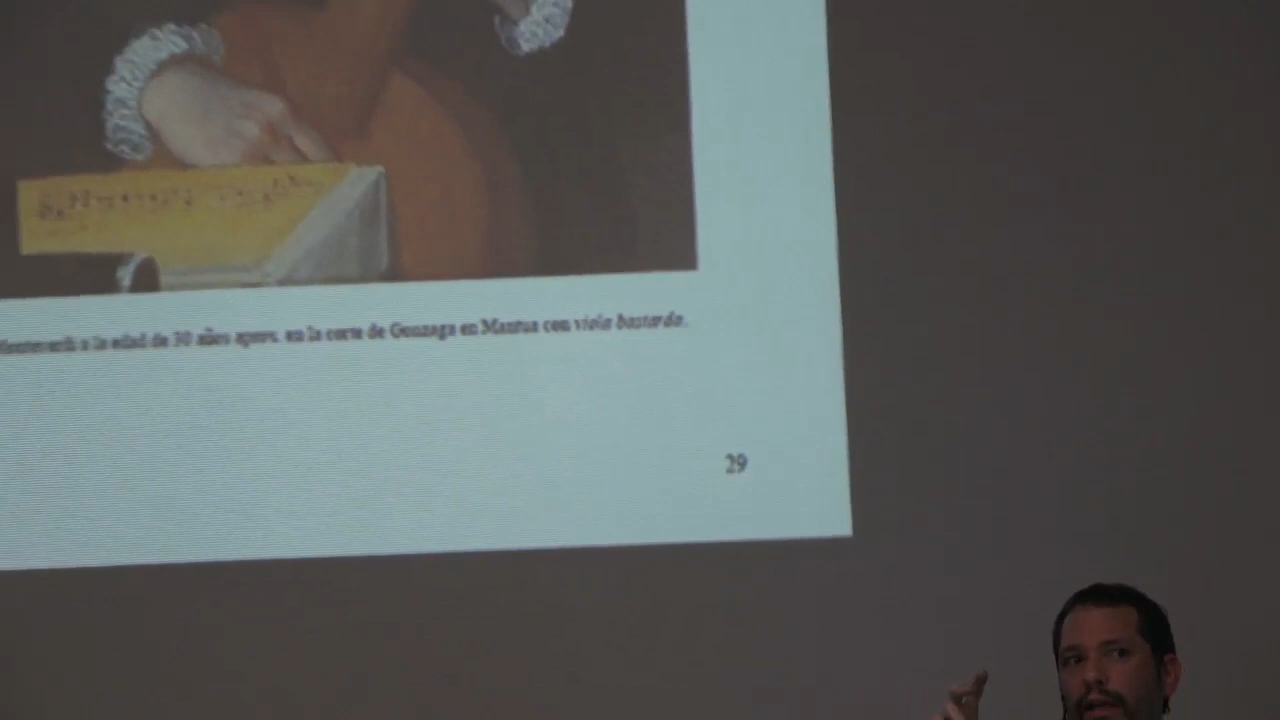 a la edad de 30 años aprox. en la corte de Gonzaga en Mantua con viola bastarda.
29